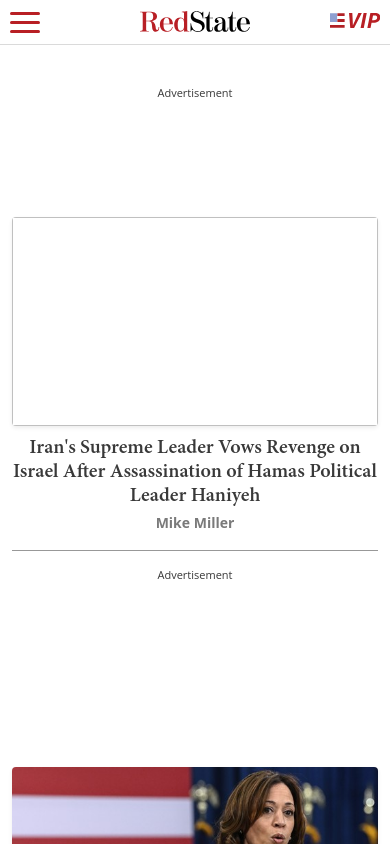 RedState
VIP
Advertisement
Iran's Supreme Leader Vows Revenge on
Israel After Assassination of Hamas Political
Leader Haniyeh
Mike Miller
Advertisement